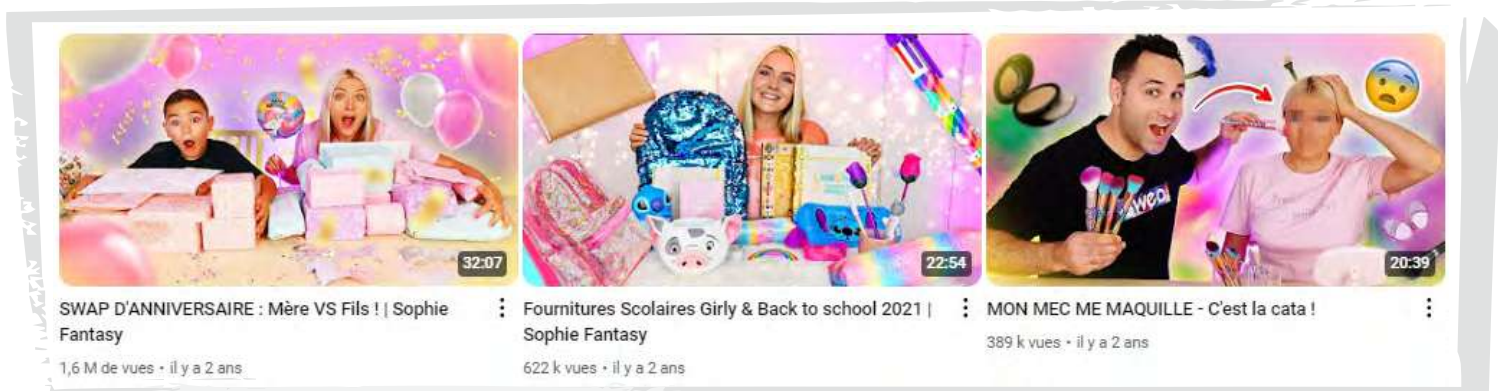 32:07
22:54
20:39
SWAP D'ANNIVERSAIRE : Mère VS Fils ! | Sophie
Fantasy
1,6 M de vues • il y a 2 ans
Fournitures Scolaires Girly & Back to school 2021 |
Sophie Fantasy
622 k vues • il y a 2 ans
MON MEC ME MAQUILLE - C'est la cata !
389 k vues • il y a 2 ans